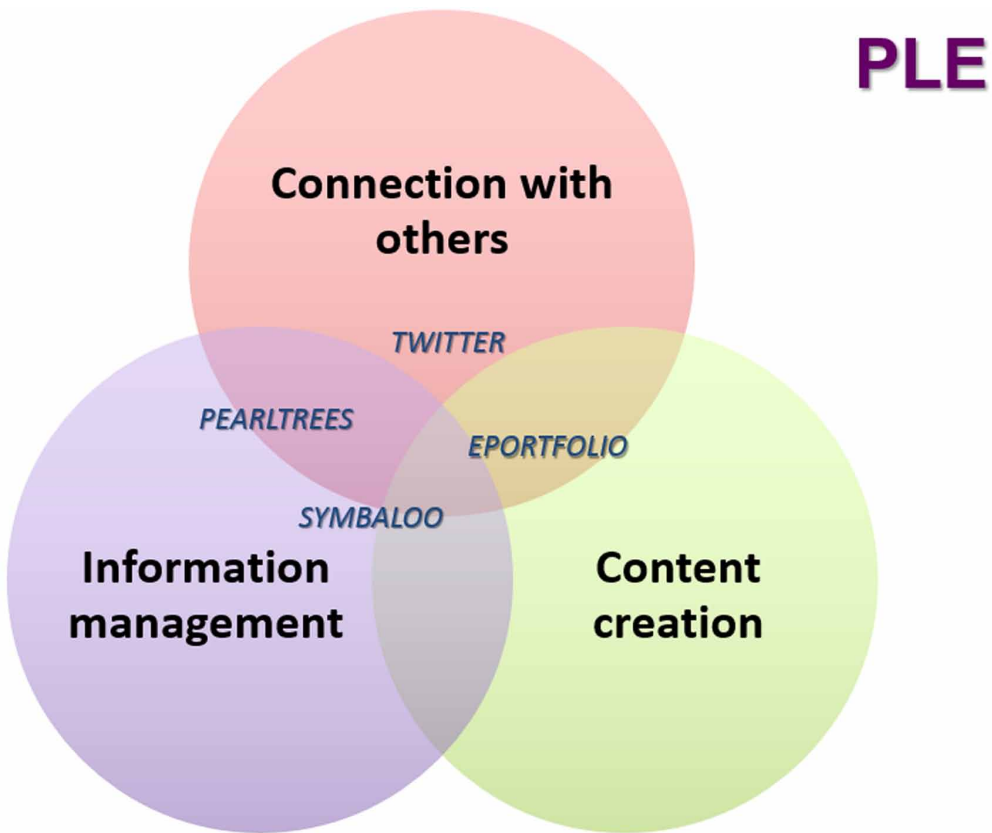 PLE
Connection with
others
TWITTER
PEARLTREES
EPORTFOLIO
SYMBALOO
Information
management
Content
creation